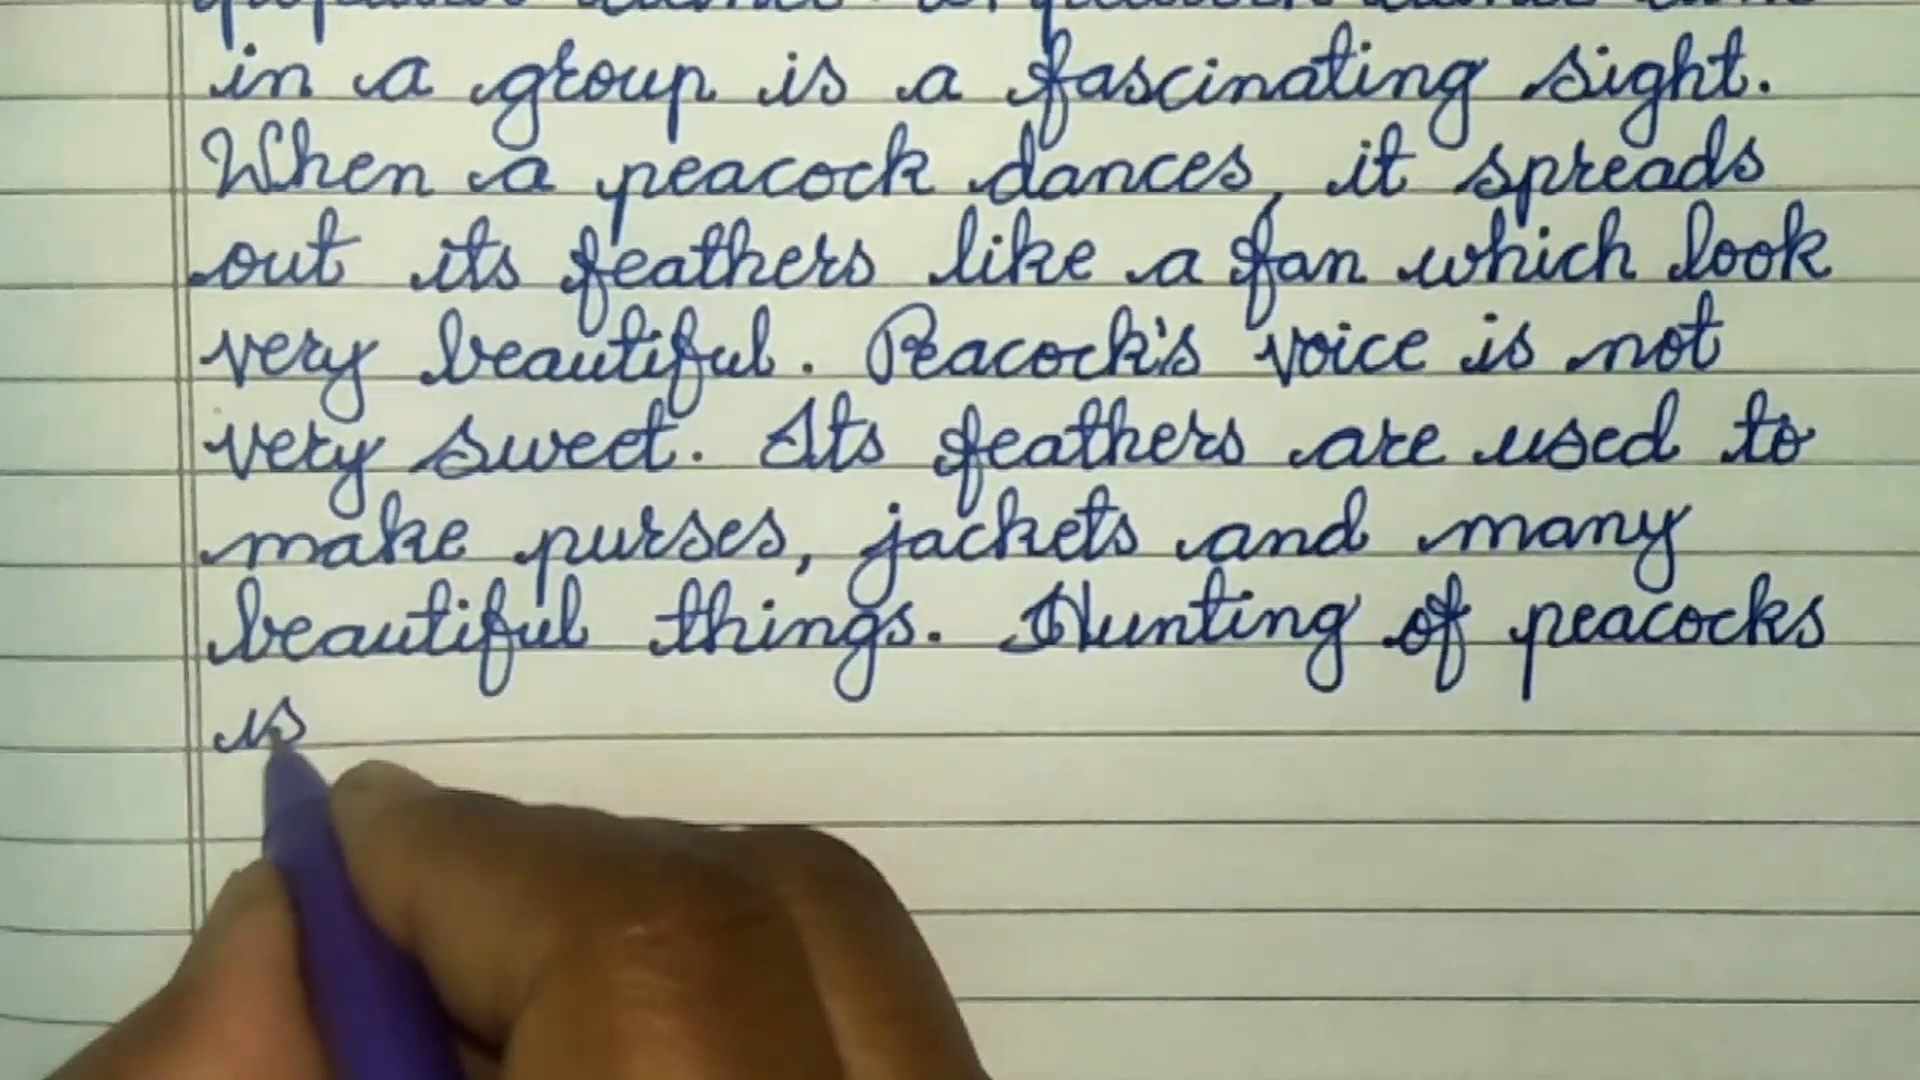 in a group is a fascinating sight.
When a peacock dances, it spreads
out its feathers like a fan which look
very beautiful. Peacock's voice is not
very sweet. Its feathers are used to
make purses, jackets and many
beautiful things. Hunting of peacocks
is